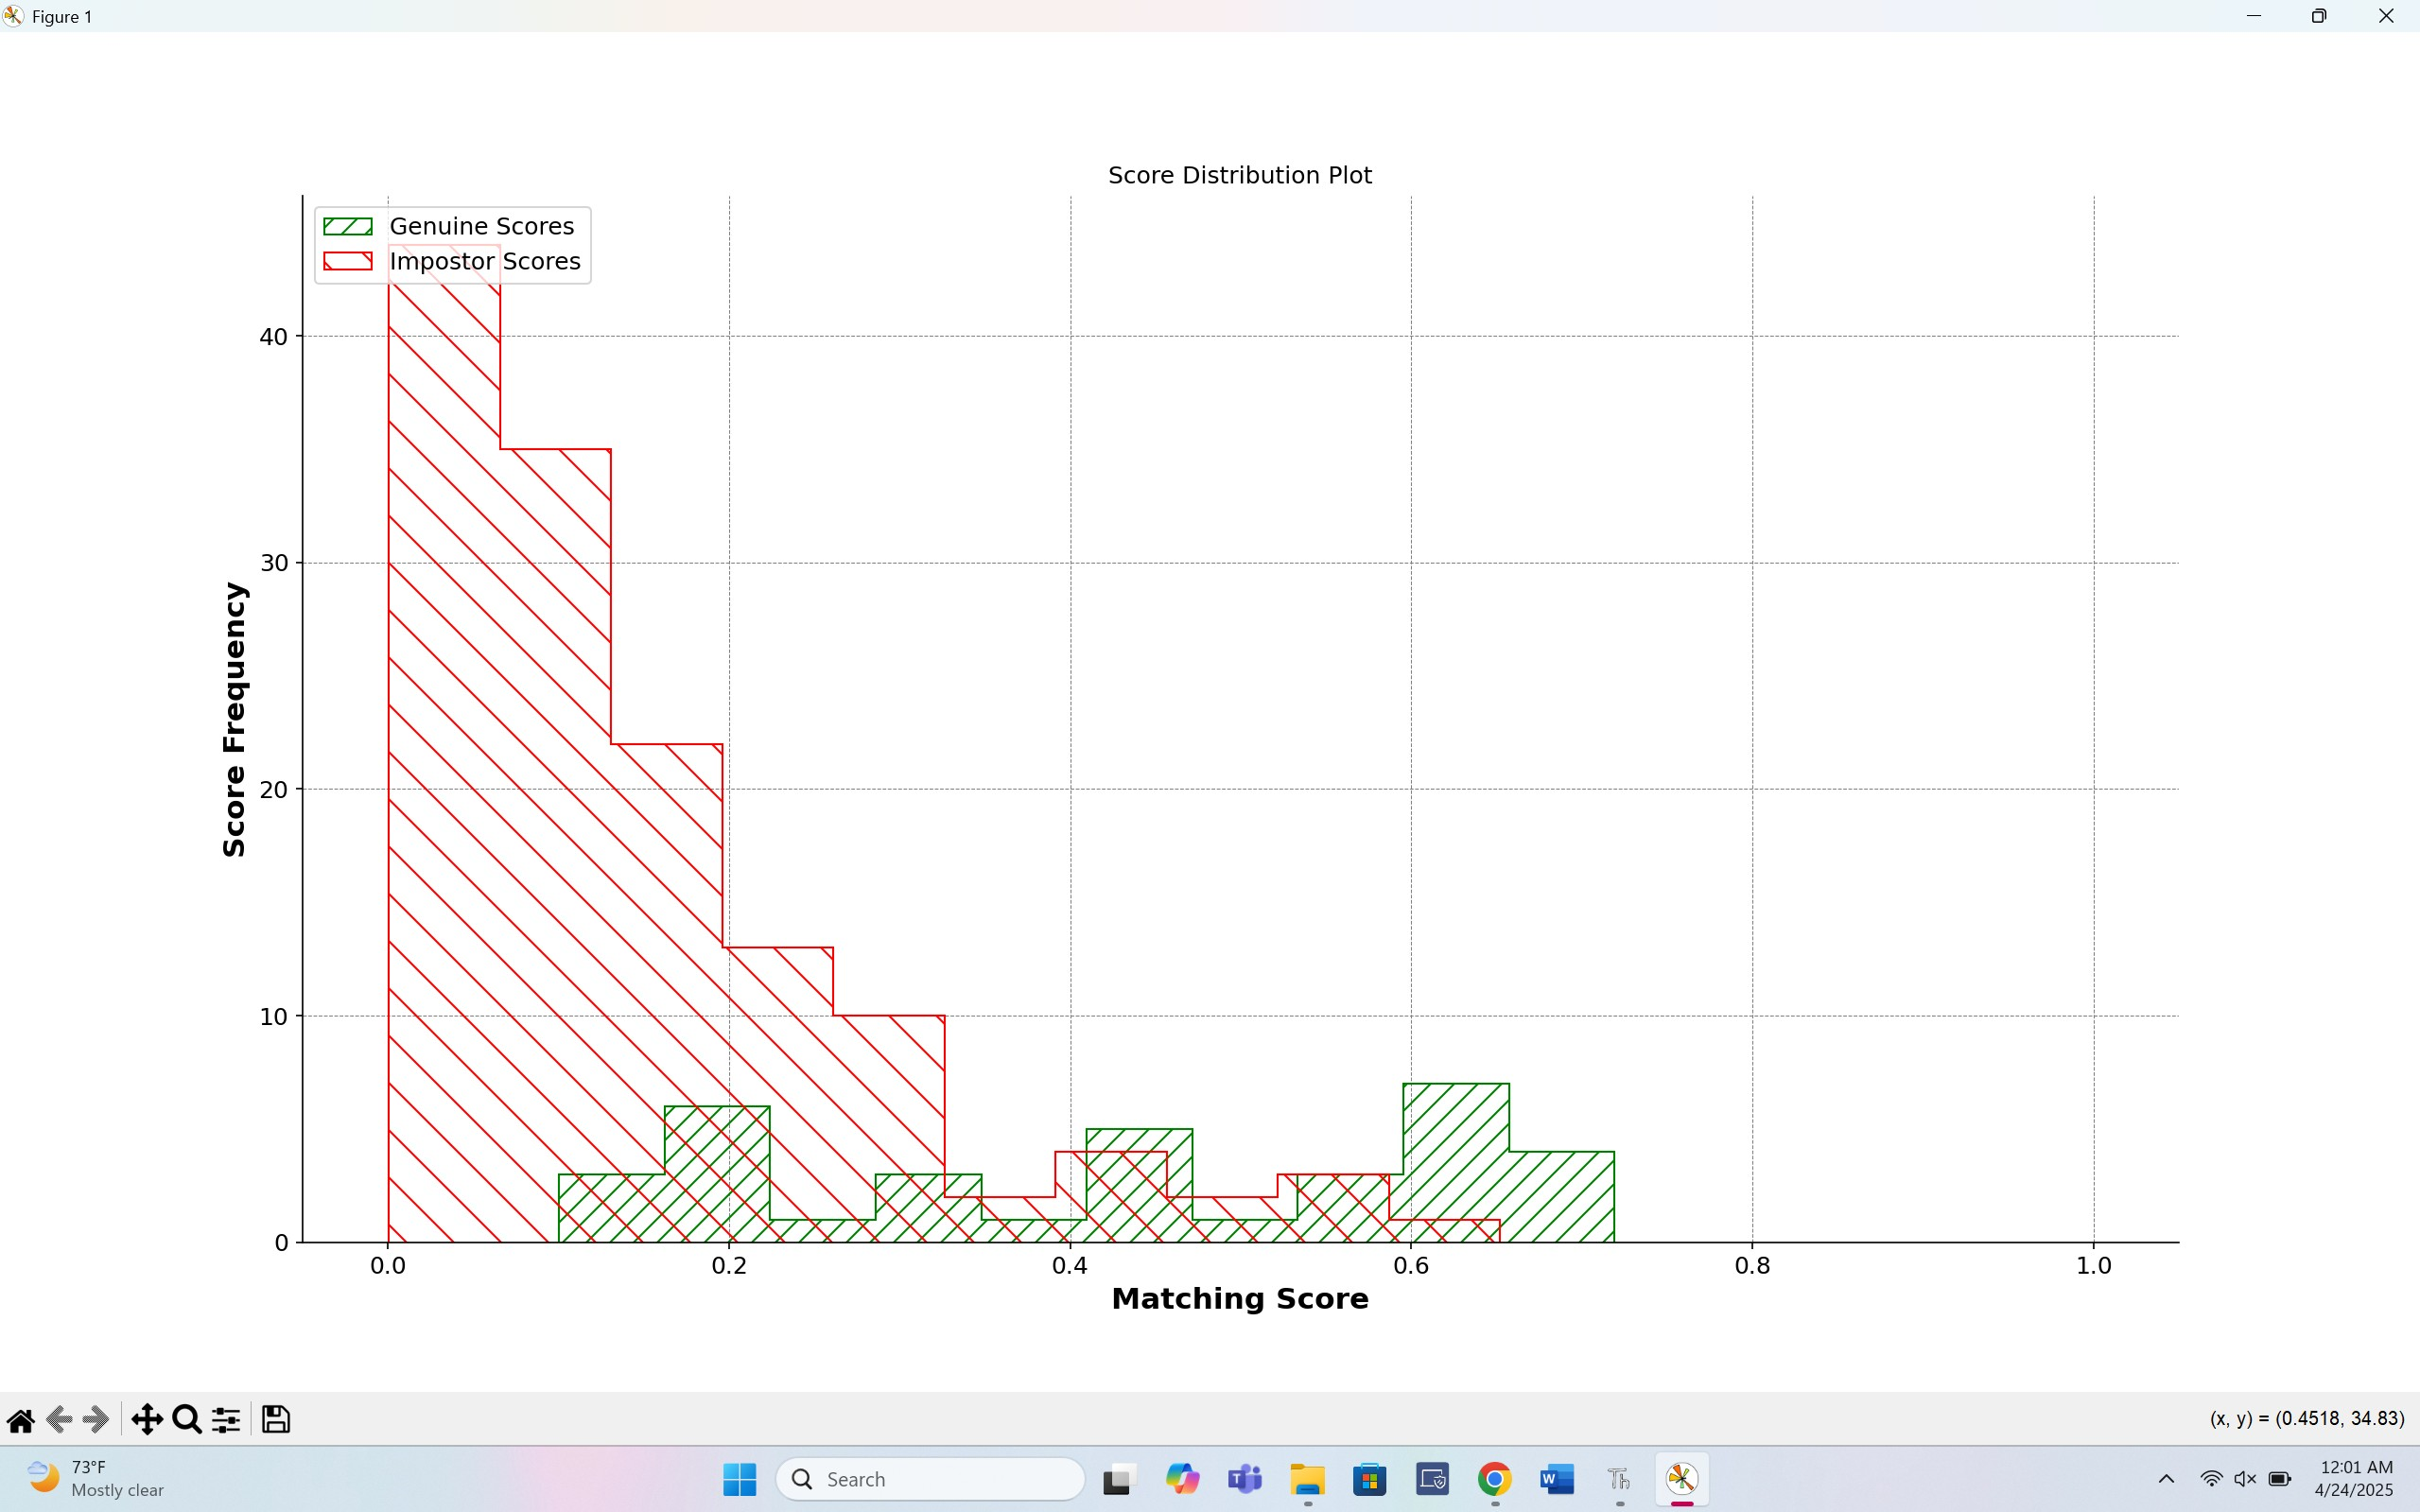 Figure 1
Score Distribution Plot
Genuine Scores
Impostor Scores
40
30
20
10
0
Score Frequency
0.0 0.2 0.4 0.6 0.8 1.0
Matching Score
(x, y) = (0.4518, 34.83)
73°F
Mostly clear
Search
T
W
Th
12:01 AM
4/24/2025